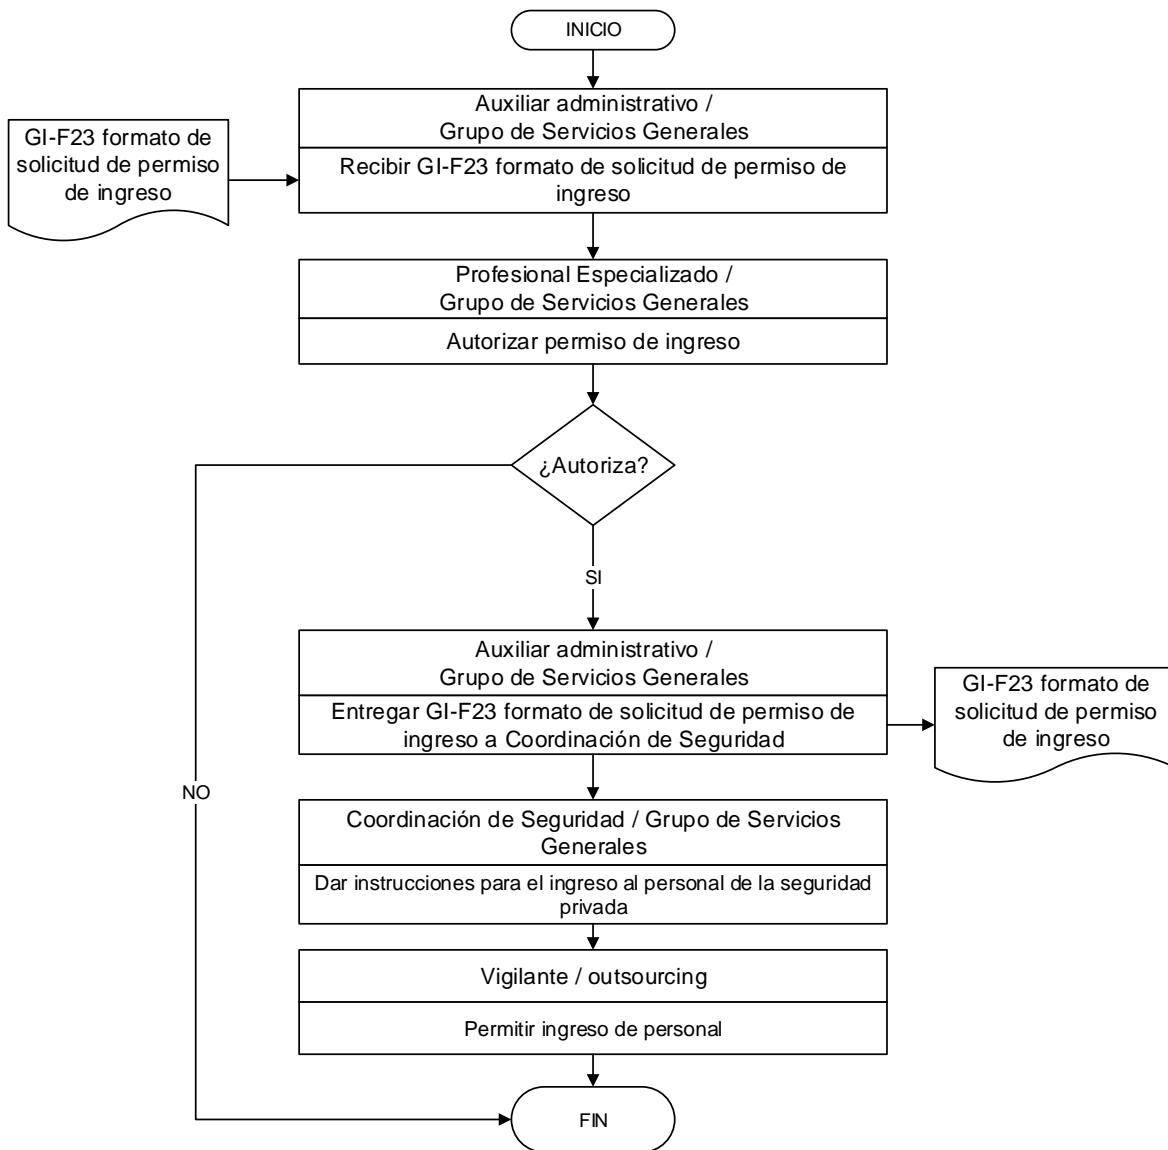 INICIO
Auxiliar administrativo /
Grupo de Servicios Generales
GI-F23 formato de
solicitud de permiso
de ingreso
Recibir GI-F23 formato de solicitud de permiso de
ingreso
Profesional Especializado /
Grupo de Servicios Generales
Autorizar permiso de ingreso
¿Autoriza?
SI
Auxiliar administrativo /
Grupo de Servicios Generales
Entregar GI-F23 formato de solicitud de permiso de
ingreso a Coordinación de Seguridad
GI-F23 formato de
solicitud de permiso
de ingreso
NO
Coordinación de Seguridad / Grupo de Servicios
Generales
Dar instrucciones para el ingreso al personal de la seguridad
privada
Vigilante / outsourcing
Permitir ingreso de personal
FIN